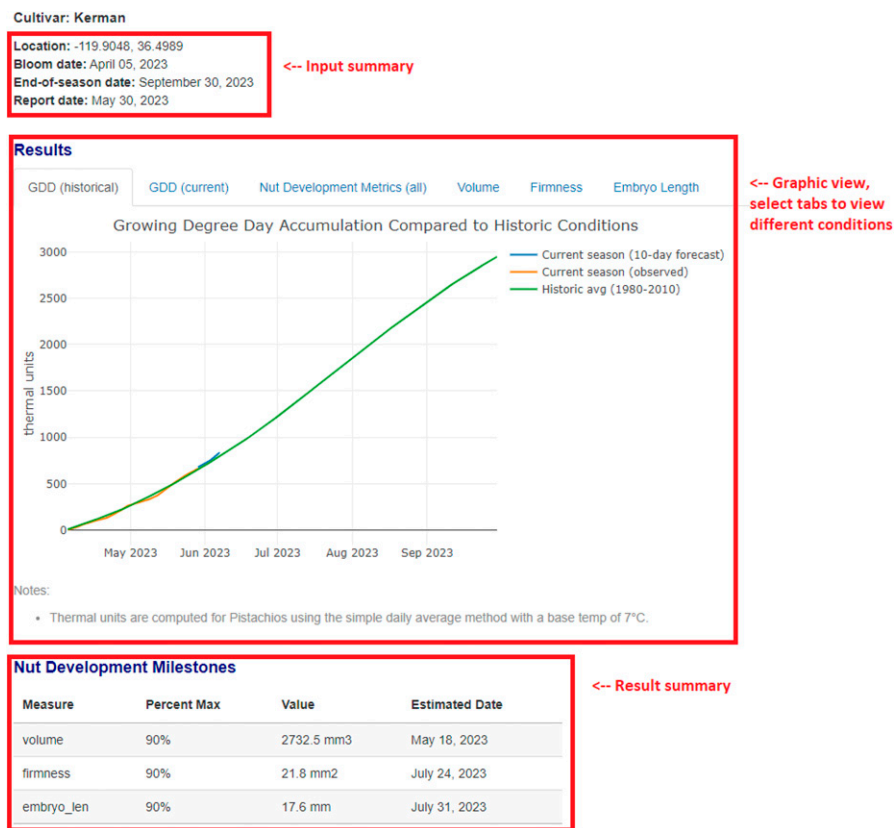 Cultivar: Kerman
Location: -119.9048, 36.4989
Bloom date: April 05, 2023
End-of-season date: September 30, 2023
Report date: May 30, 2023
<-- Input summary
Results
GDD (historical) GDD (current) Nut Development Metrics (all) Volume Firmness Embryo Length
<-- Graphic view,
select tabs to view
different conditions
Growing Degree Day Accumulation Compared to Historic Conditions
Current season (10-day forecast)
Current season (observed)
Historic avg (1980-2010)
thermal units
3000
2500
2000
1500
1000
500
0
May 2023 Jun 2023 Jul 2023 Aug 2023 Sep 2023
Notes:
• Thermal units are computed for Pistachios using the simple daily average method with a base temp of 7°C.
Nut Development Milestones
<-- Result summary
Measure Percent Max Value Estimated Date
volume 90% 2732.5 mm3 May 18, 2023
firmness 90% 21.8 mm2 July 24, 2023
embryo_len 90% 17.6 mm July 31, 2023